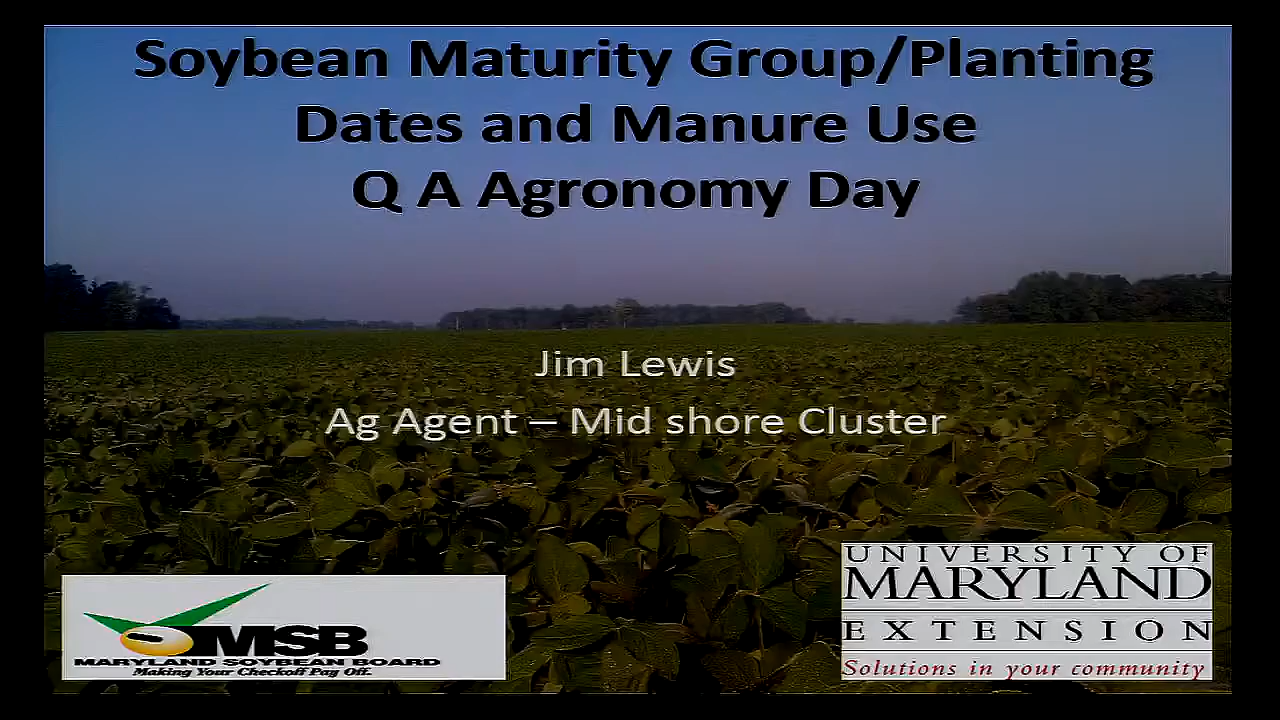 Soybean Maturity Group/Planting
Dates and Manure Use
Q A Agronomy Day
Jim Lewis
Ag Agent – Mid shore Cluster
MSB
MARYLAND SOYBEAN BOARD
Making Your Checkoff Pay Off.
UNIVERSITY OF
MARYLAND
EXTENSION
Solutions in your community